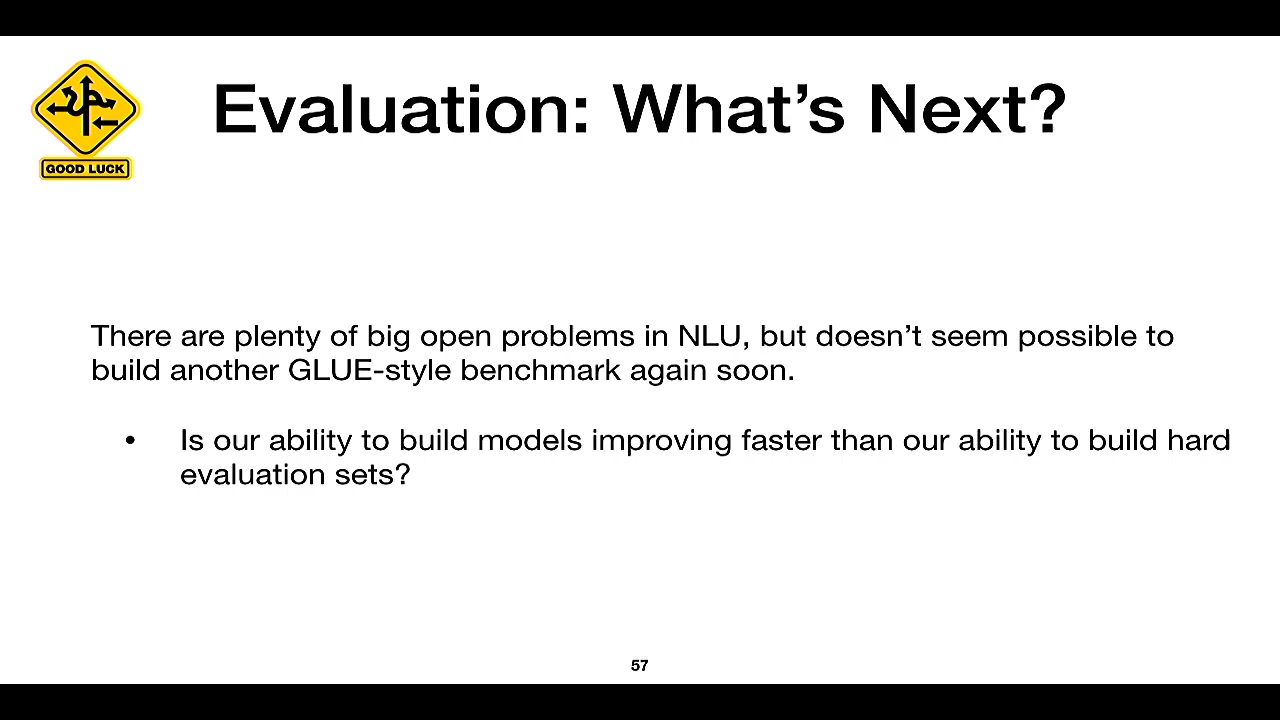 GOOD LUCK
Evaluation: What’s Next?
There are plenty of big open problems in NLU, but doesn’t seem possible to
build another GLUE-style benchmark again soon.
• Is our ability to build models improving faster than our ability to build hard
evaluation sets?
57